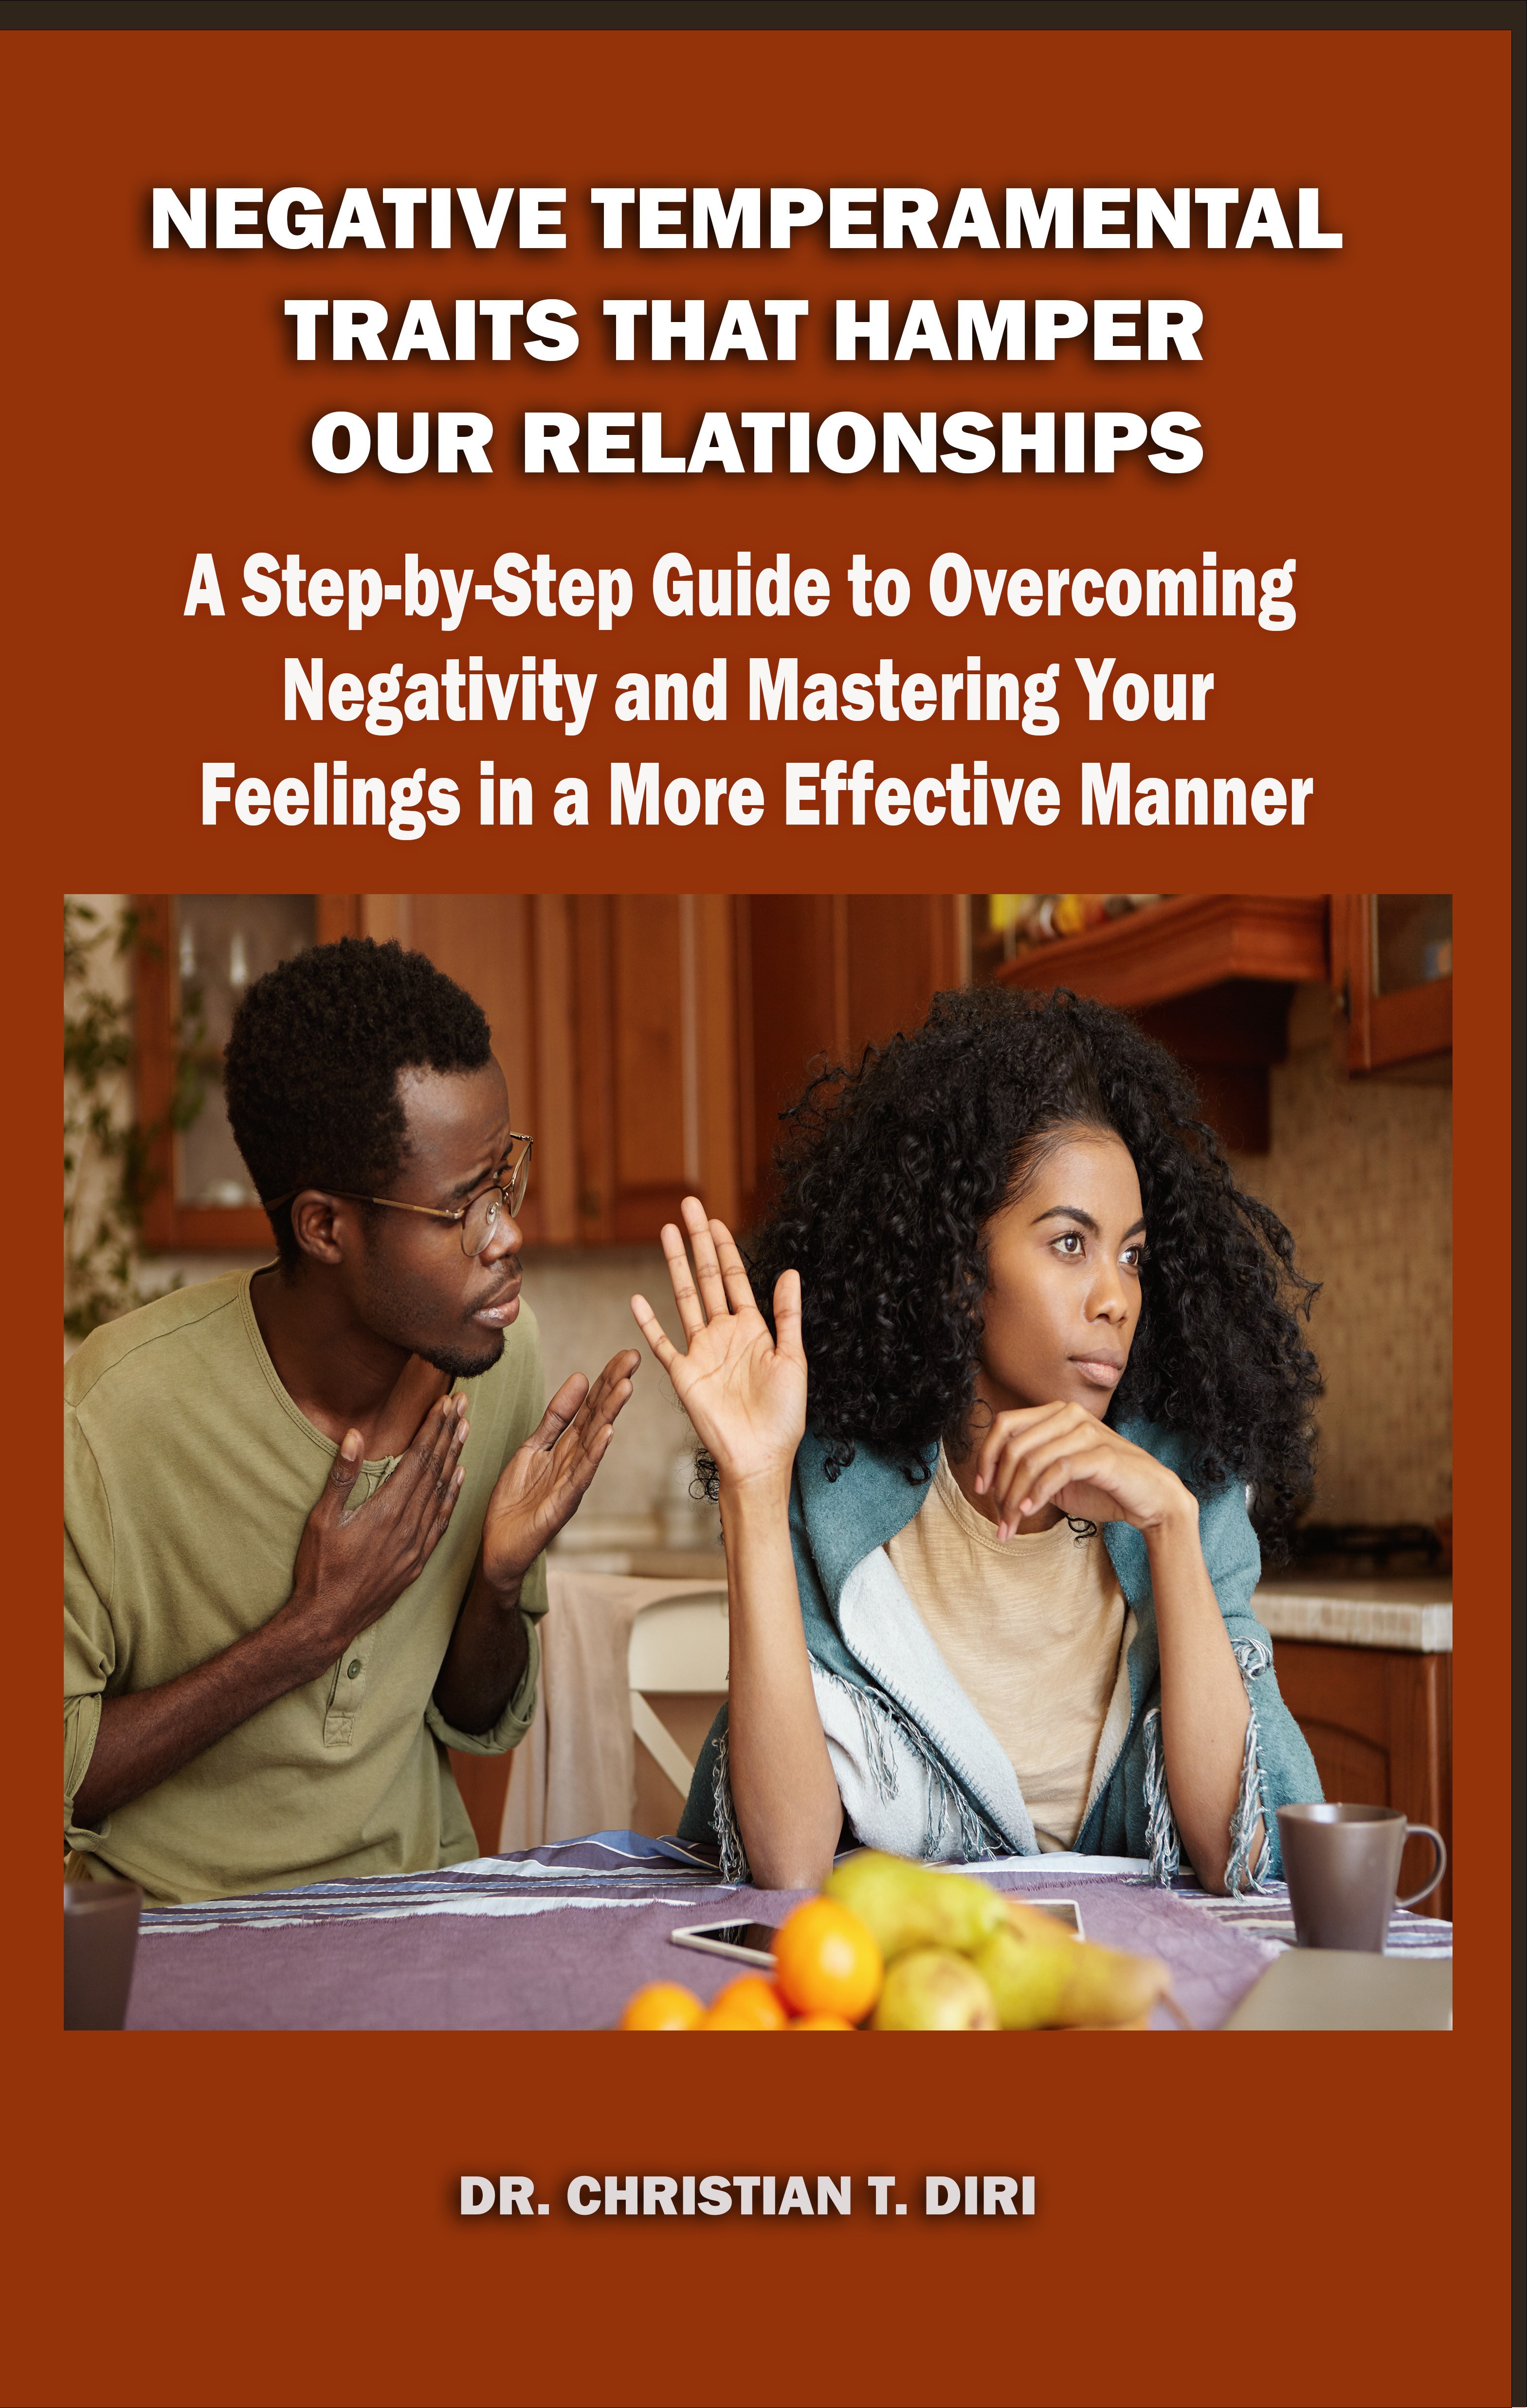 NEGATIVE TEMPERAMENTAL
TRAITS THAT HAMPER
OUR RELATIONSHIPS
A Step-by-Step Guide to Overcoming
Negativity and Mastering Your
Feelings in a More Effective Manner
DR. CHRISTIAN T. DIRI